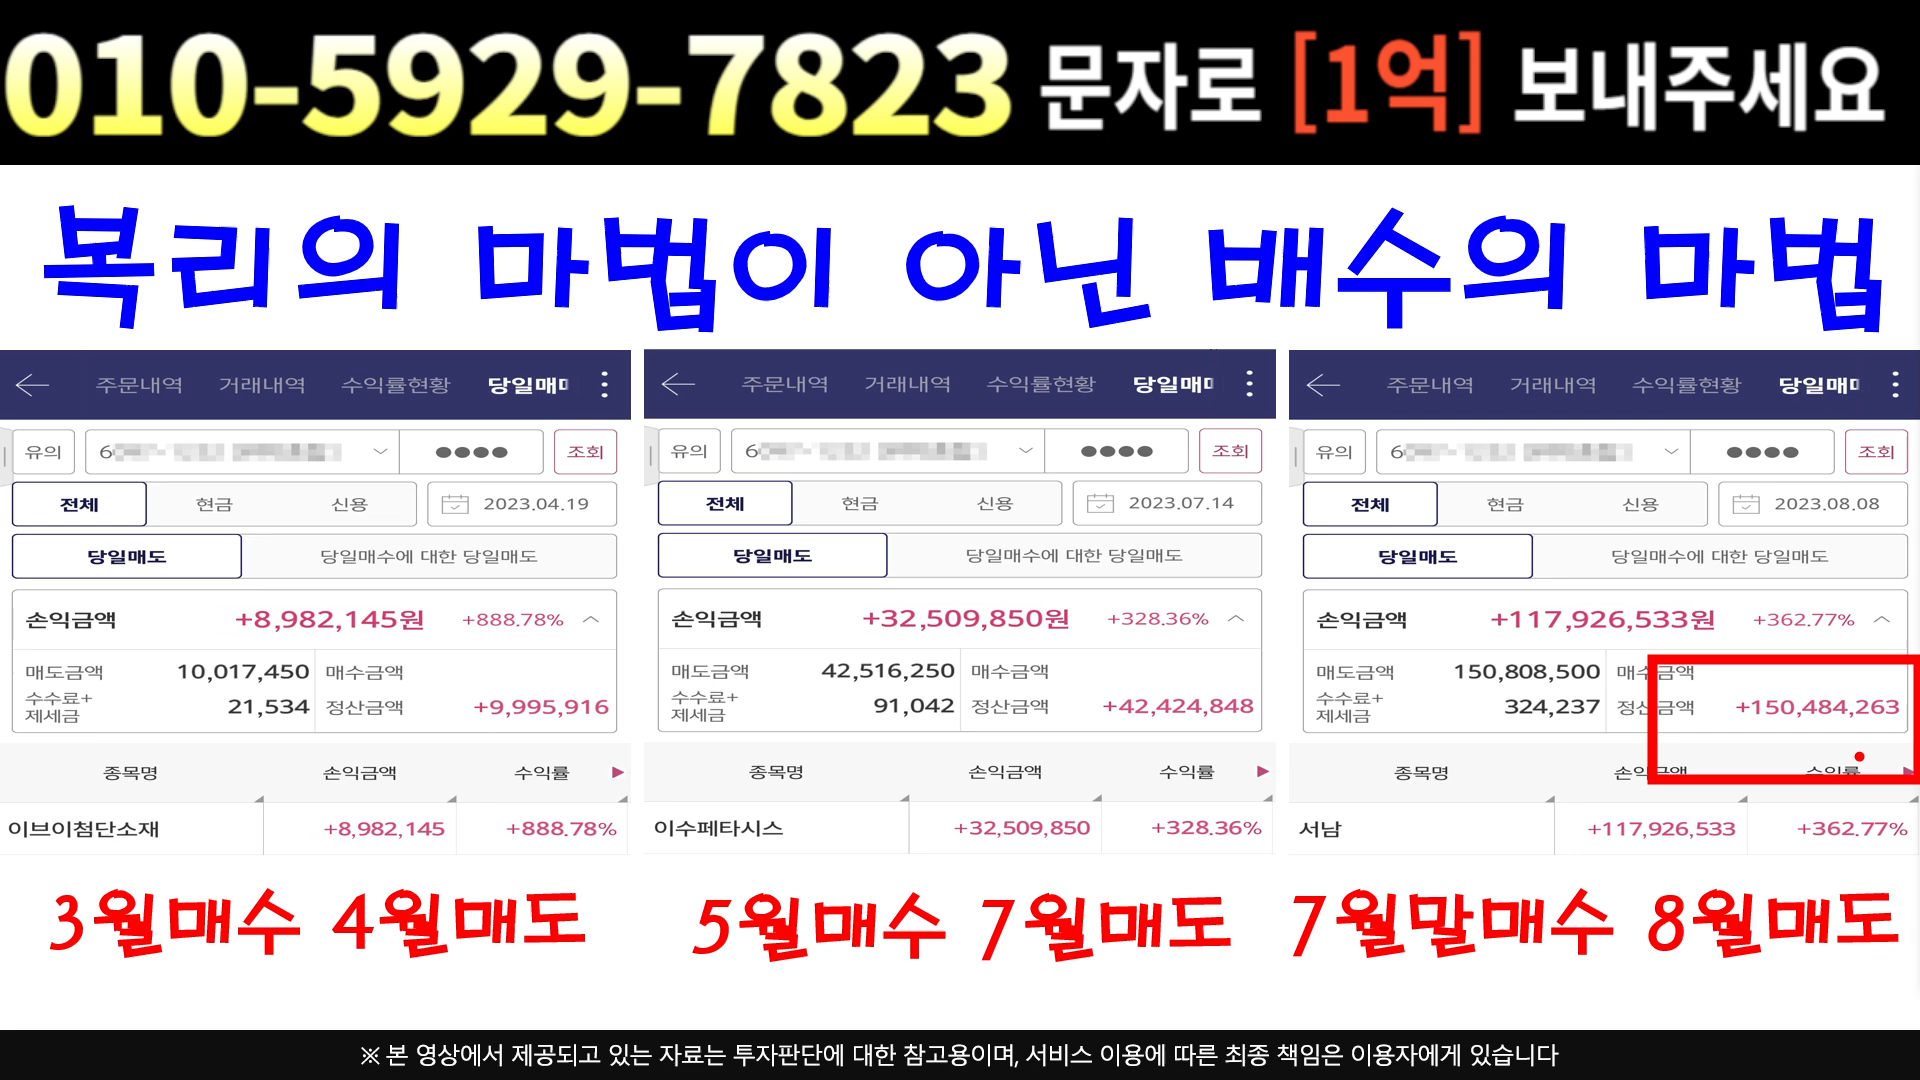 010-5929-7823 문자로 [1억] 보내주세요
복리의 마법이 아닌 배수의 마법
주문내역 거래내역 수익률현황 당일매
유의 6 ●●●● 조회
전체 현금 신용 2023.04.19
당일매도 당일매수에 대한 당일매도
손익금액 +8,982,145원 +888.78%
매도금액 10,017,450 매수금액
수수료+
제세금 21,534 정산금액 +9,995,916
종목명 손익금액 수익률
이브이첨단소재 +8,982,145 +888.78%
3월매수 4월매도
주문내역 거래내역 수익률현황 당일매
유의 6 ●●●● 조회
전체 현금 신용 2023.07.14
당일매도 당일매수에 대한 당일매도
손익금액 +32,509,850원 +328.36%
매도금액 42,516,250 매수금액
수수료+
제세금 91,042 정산금액 +42,424,848
종목명 손익금액 수익률
이수페타시스 +32,509,850 +328.36%
5월매수 7월매도
주문내역 거래내역 수익률현황 당일매
유의 6 ●●●● 조회
전체 현금 신용 2023.08.08
당일매도 당일매수에 대한 당일매도
손익금액 +117,926,533원 +362.77%
매도금액 150,808,500 매수금액
수수료+
제세금 324,237 정산금액 +150,484,263
종목명 손익금액 수익률
서남 +117,926,533 +362.77%
7월말매수 8월매도
※ 본 영상에서 제공되고 있는 자료는 투자판단에 대한 참고용이며, 서비스 이용에 따른 최종 책임은 이용자에게 있습니다